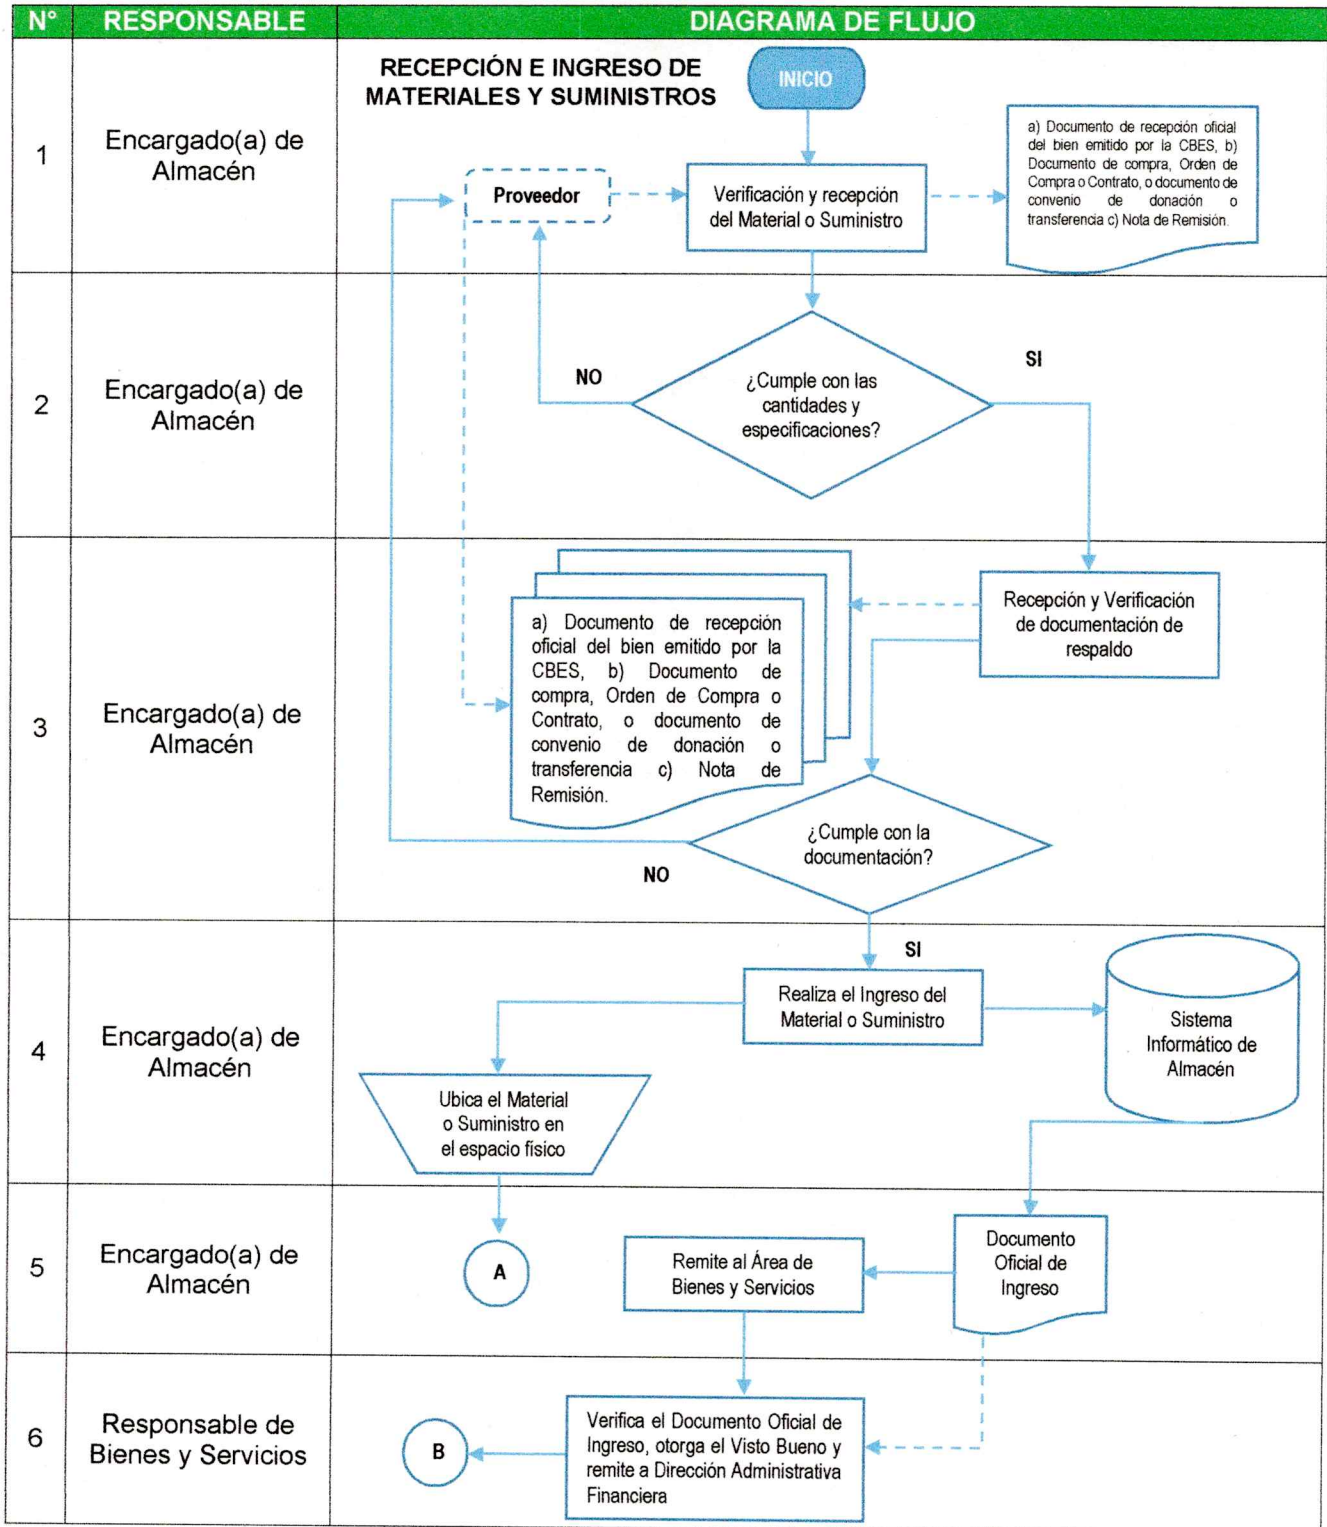 N° RESPONSABLE DIAGRAMA DE FLUJO
RECEPCIÓN E INGRESO DE
MATERIALES Y SUMINISTROS
INICIO
1
Encargado(a) de
Almacén
Proveedor
Verificación y recepción
del Material o Suministro
a) Documento de recepción oficial
del bien emitido por la CBES, b)
Documento de compra, Orden de
Compra o Contrato, o documento de
convenio de donación o
transferencia c) Nota de Remisión.
2
Encargado(a) de
Almacén
NO
¿Cumple con las
cantidades y
especificaciones?
SI
3
Encargado(a) de
Almacén
a) Documento de recepción
oficial del bien emitido por la
CBES, b) Documento de
compra, Orden de Compra o
Contrato, o documento de
convenio de donación o
transferencia c) Nota de
Remisión.
Recepción y Verificación
de documentación de
respaldo
¿Cumple con la
documentación?
NO
4
Encargado(a) de
Almacén
SI
Realiza el Ingreso del
Material o Suministro
Sistema
Informático de
Almacén
Ubica el Material
o Suministro en
el espacio físico
5
Encargado(a) de
Almacén
A
Remite al Área de
Bienes y Servicios
Documento
Oficial de
Ingreso
6
Responsable de
Bienes y Servicios
B
Verifica el Documento Oficial de
Ingreso, otorga el Visto Bueno y
remite a Dirección Administrativa
Financiera